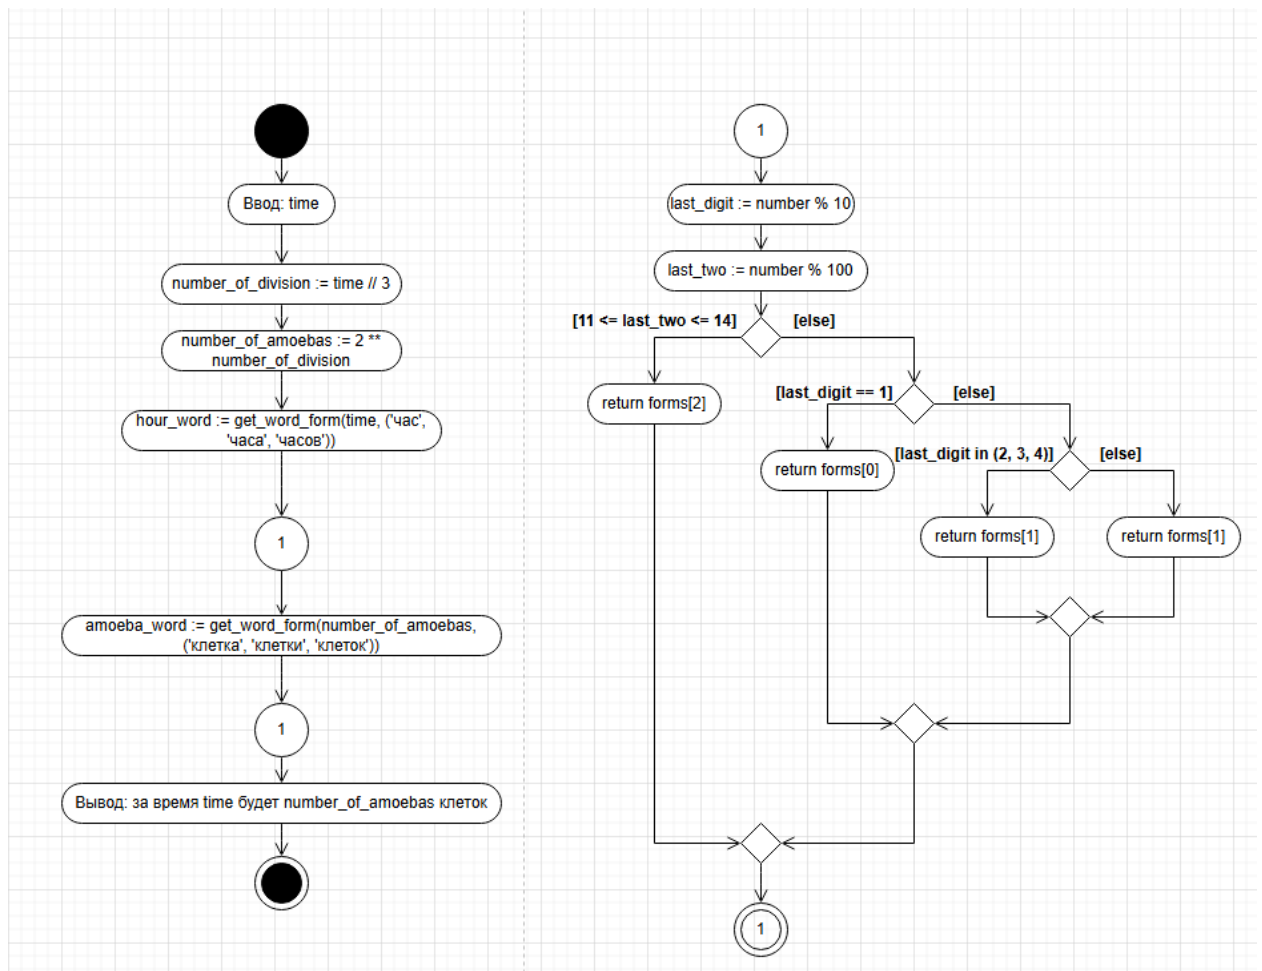 Ввод: time
number_of_division := time // 3
number_of_amoebas := 2 **
number_of_division
hour_word := get_word_form(time, ('час',
'часа', 'часов'))
1
amoeba_word := get_word_form(number_of_amoebas,
('клетка', 'клетки', 'клеток'))
1
Вывод: за время time будет number_of_amoebas клеток
1
last_digit := number % 10
last_two := number % 100
[11 <= last_two <= 14]
[else]
return forms[2]
[last_digit == 1]
[else]
return forms[0]
[last_digit in (2, 3, 4)]
[else]
return forms[1]
return forms[1]
1